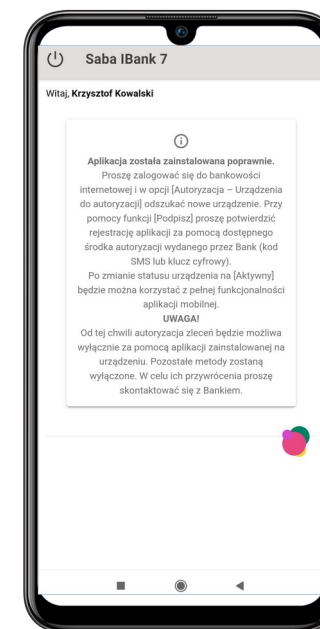 Saba IBank 7
Witaj, Krzysztof Kowalski
Aplikacja została zainstalowana poprawnie.
Proszę zalogować się do bankowości
internetowej i w opcji [Autoryzacja – Urządzenia
do autoryzacji] odszukać nowe urządzenie. Przy
pomocy funkcji [Podpisz] proszę potwierdzić
rejestrację aplikacji za pomocą dostępnego
środka autoryzacji wydanego przez Bank (kod
SMS lub klucz cyfrowy).
Po zmianie statusu urządzenia na [Aktywny]
będzie można korzystać z pełnej funkcjonalności
aplikacji mobilnej.
UWAGA!
Od tej chwili autoryzacja zleceń będzie możliwa
wyłącznie za pomocą aplikacji zainstalowanej na
urządzeniu. Pozostałe metody zostaną
wyłączone. W celu ich przywrócenia proszę
skontaktować się z Bankiem.